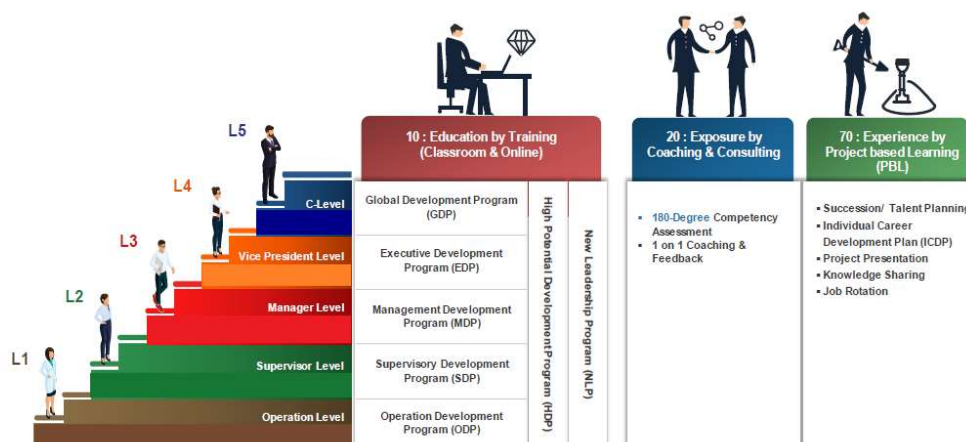 L5
L4
L3
L2
L1
C-Level
Vice President Level
Manager Level
Supervisor Level
Operation Level
10 : Education by Training
(Classroom & Online)
Global Development Program
(GDP)
Executive Development
Program (EDP)
Management Development
Program (MDP)
Supervisory Development
Program (SDP)
Operation Development
Program (ODP)
High Potential Development Program (HDP)
New Leadership Program (NLP)
20 : Exposure by
Coaching & Consulting
▪ 180-Degree Competency
Assessment
▪ 1 on 1 Coaching &
Feedback
70 : Experience by
Project based Learning
(PBL)
▪ Succession/ Talent Planning
▪ Individual Career
Development Plan (ICDP)
▪ Project Presentation
▪ Knowledge Sharing
▪ Job Rotation